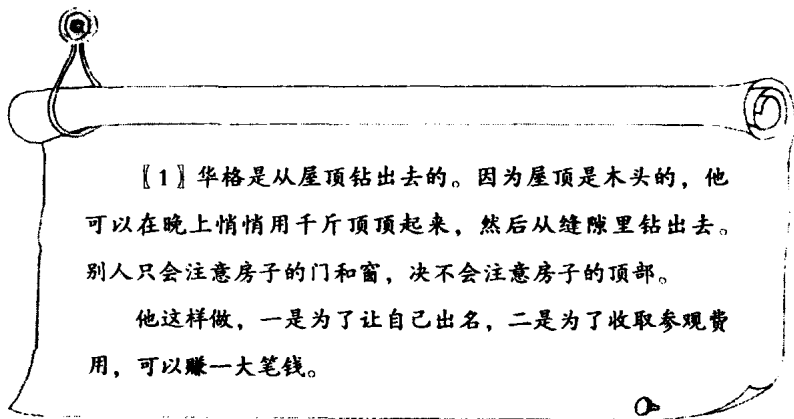 〖1〗华格是从屋顶钻出去的。因为屋顶是木头的，他
可以在晚上悄悄用千斤顶顶起来，然后从缝隙里钻出去。
别人只会注意房子的门和窗，决不会注意房子的顶部。
他这样做，一是为了让自己出名，二是为了收取参观费
用，可以赚一大笔钱。